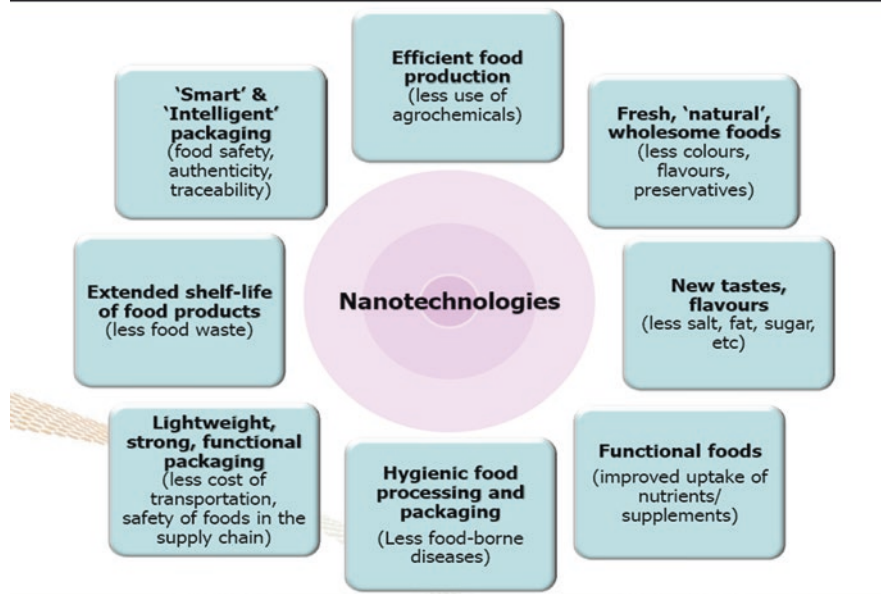 Efficient food
production
(less use of
agrochemicals)
Fresh, ‘natural’,
wholesome foods
(less colours,
flavours,
preservatives)
New tastes,
flavours
(less salt, fat, sugar,
etc)
Functional foods
(improved uptake of
nutrients/
supplements)
Hygienic food
processing and
packaging
(Less food-borne
diseases)
Lightweight,
strong, functional
packaging
(less cost of
transportation,
safety of foods in the
supply chain)
Extended shelf-life
of food products
(less food waste)
‘Smart’ &
‘Intelligent’
packaging
(food safety,
authenticity,
traceability)
Nanotechnologies